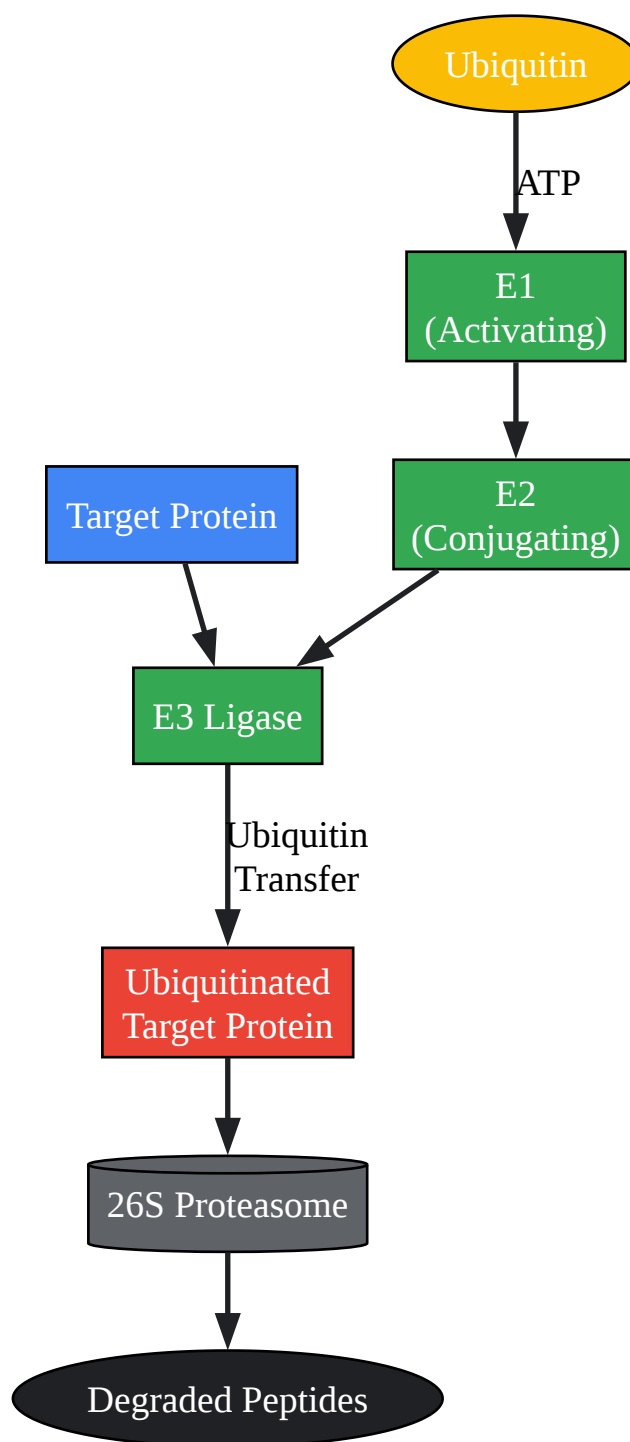 Ubiquitin
ATP
E1
(Activating)
E2
(Conjugating)
Target Protein
E3 Ligase
Ubiquitin
Transfer
Ubiquitinated
Target Protein
26S Proteasome
Degraded Peptides